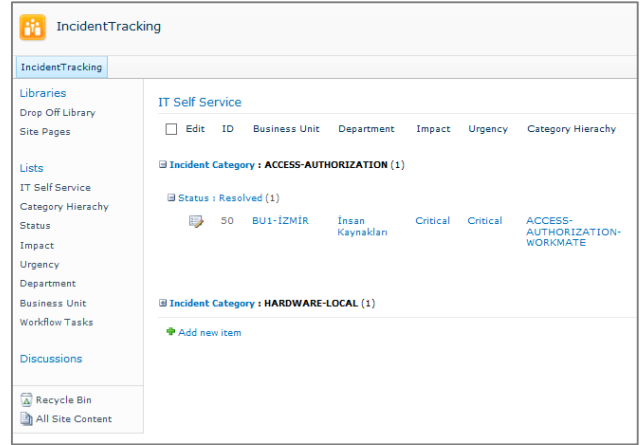 IncidentTracking
IncidentTracking
Libraries
Drop Off Library
Site Pages
Lists
IT Self Service
Category Hierachy
Status
Impact
Urgency
Department
Business Unit
Workflow Tasks
Discussions
Recycle Bin
All Site Content
IT Self Service
Edit ID Business Unit Department Impact Urgency Category Hierachy
Incident Category : ACCESS-AUTHORIZATION (1)
Status : Resolved (1)
50 BU1-İZMİR İnsan Kaynakları Critical Critical ACCESS-AUTHORIZATION-WORKMATE
Incident Category : HARDWARE-LOCAL (1)
Add new item